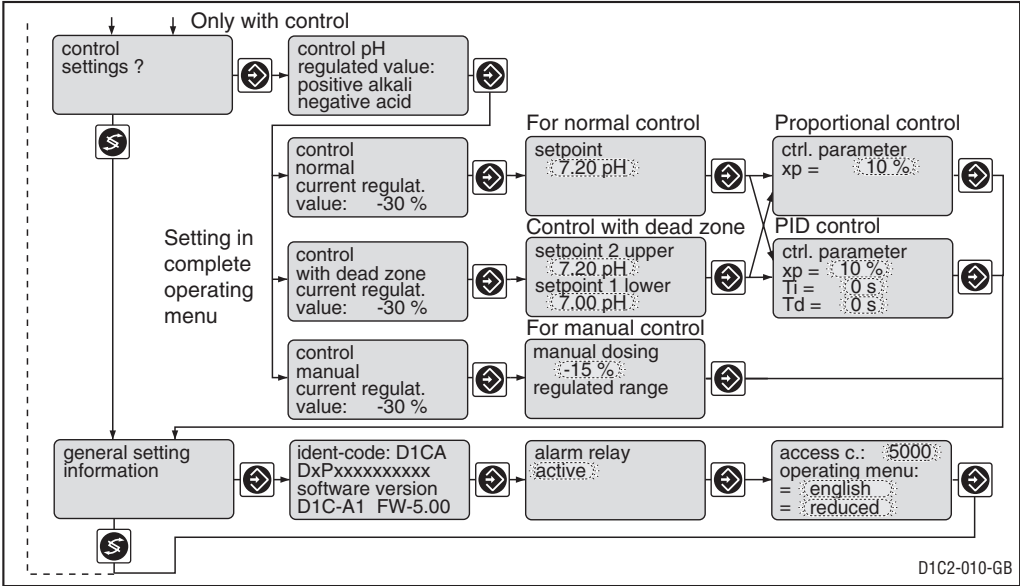 Only with control
control
settings ?
control pH
regulated value:
positive alkali
negative acid
For normal control
Proportional control
control
normal
current regulat.
value: -30 %
setpoint
7.20 pH
ctrl. parameter
xp = 10 %
Setting in
complete
operating
menu
Control with dead zone
PID control
control
with dead zone
current regulat.
value: -30 %
setpoint 2 upper
7.20 pH
setpoint 1 lower
7.00 pH
ctrl. parameter
xp = 10 %
Ti = 0 s
Td = 0 s
For manual control
control
manual
current regulat.
value: -30 %
manual dosing
-15 %
regulated range
general setting
information
ident-code: D1CA
DxPxxxxxxxxxx
software version
D1C-A1 FW-5.00
alarm relay
active
access c.: 5000
operating menu:
= english
= reduced
D1C2-010-GB